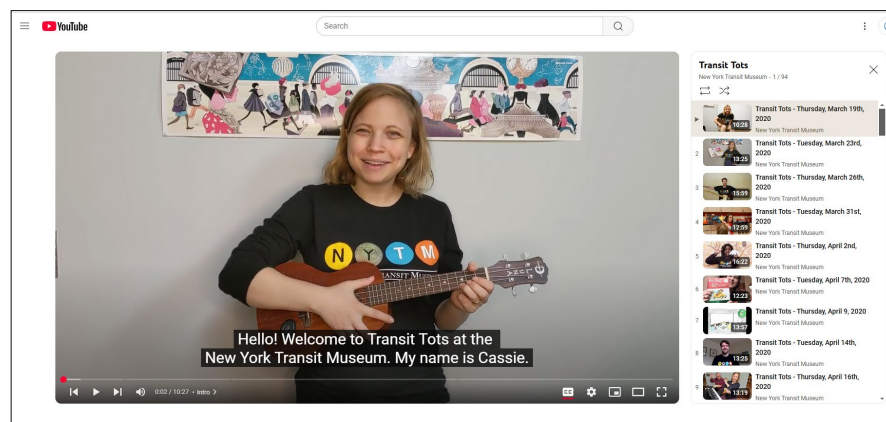 YouTube
Search
NYTM
TRANSIT MU
LUNA
Hello! Welcome to Transit Tots at the
New York Transit Museum. My name is Cassie.
0:02 / 10:27 • Intro >
CC
Transit Tots
New York Transit Museum - 1 / 94
10:28
Transit Tots - Thursday, March 19th,
2020
New York Transit Museum
2
13:25
Transit Tots - Tuesday, March 23rd,
2020
New York Transit Museum
3
15:59
Transit Tots - Thursday, March 26th,
2020
New York Transit Museum
4
12:59
Transit Tots - Tuesday, March 31st,
2020
New York Transit Museum
5
16:22
Transit Tots - Thursday, April 2nd,
2020
New York Transit Museum
6
12:23
Transit Tots - Tuesday, April 7th, 2020
New York Transit Museum
7
13:57
Transit Tots - Thursday, April 9, 2020
New York Transit Museum
8
13:25
Transit Tots - Tuesday, April 14th,
2020
New York Transit Museum
9
13:19
Transit Tots - Thursday, April 16th,
2020
New York Transit Museum